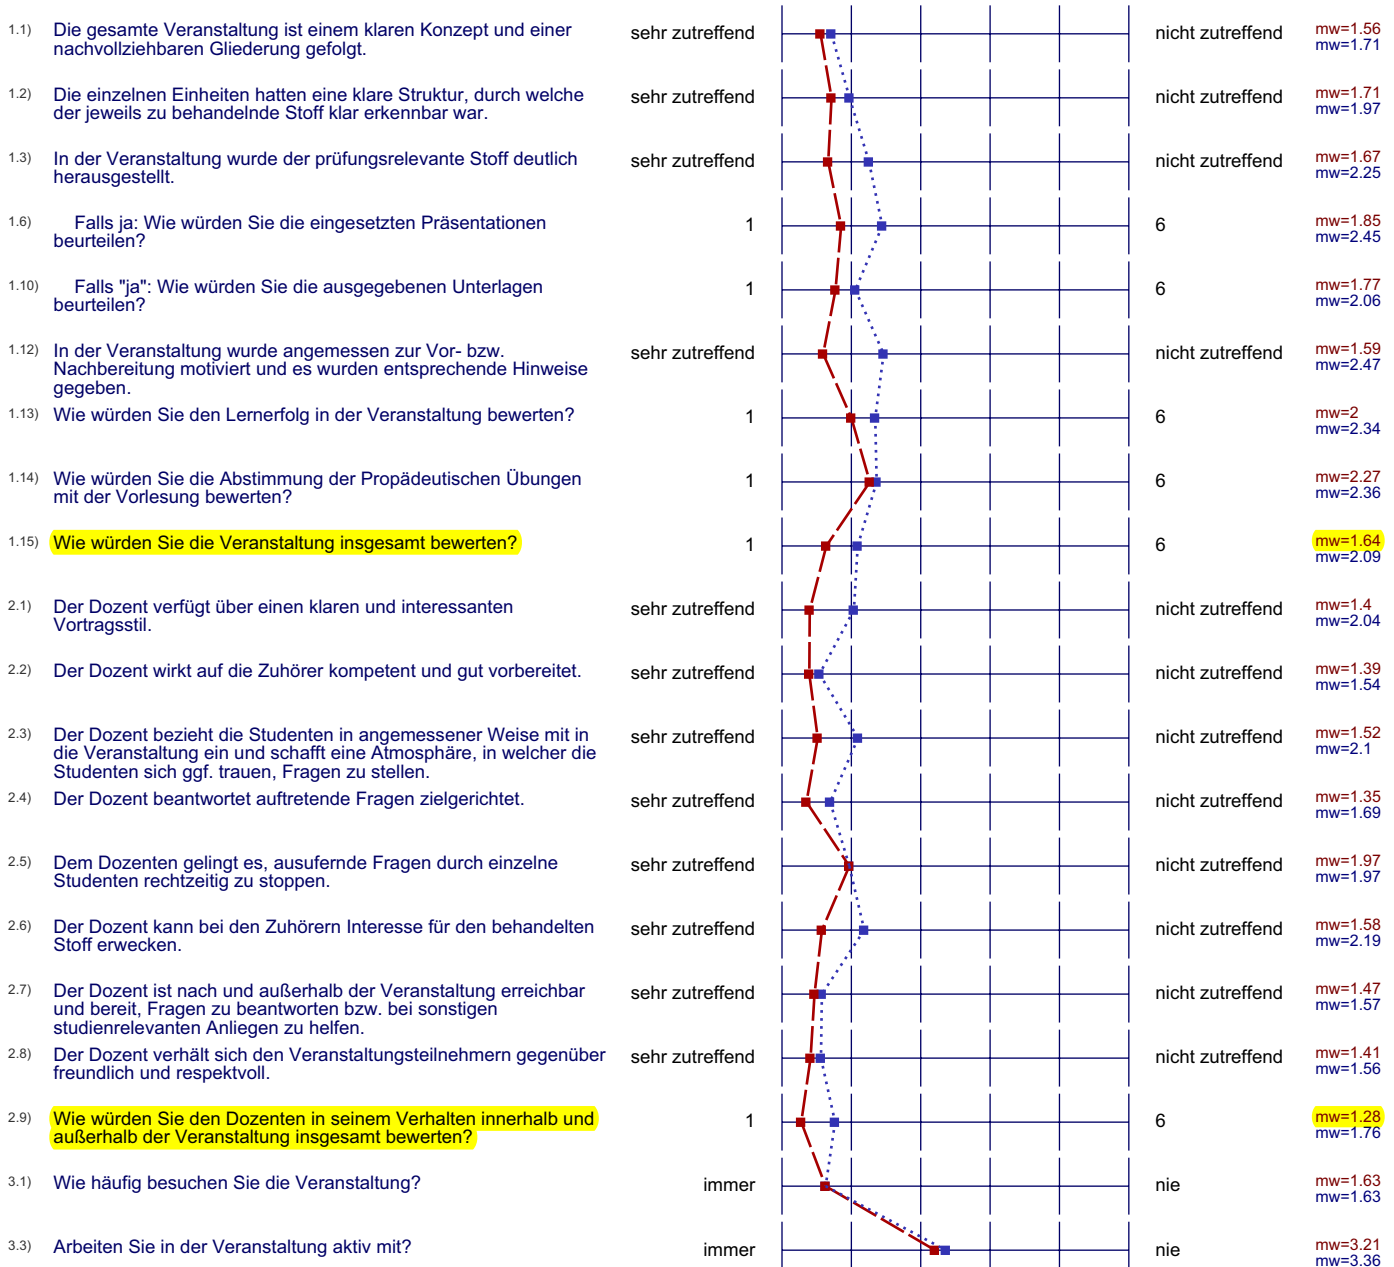 1.1) Die gesamte Veranstaltung ist einem klaren Konzept und einer sehr zutreffend nicht zutreffend mw=1.56
nachvollziehbaren Gliederung gefolgt. mw=1.71
1.2) Die einzelnen Einheiten hatten eine klare Struktur, durch welche sehr zutreffend nicht zutreffend mw=1.71
der jeweils zu behandelnde Stoff klar erkennbar war. mw=1.97
1.3) In der Veranstaltung wurde der prüfungsrelevante Stoff deutlich sehr zutreffend nicht zutreffend mw=1.67
herausgestellt. mw=2.25
1.6) Falls ja: Wie würden Sie die eingesetzten Präsentationen 1 6 mw=1.85
beurteilen? mw=2.45
1.10) Falls "ja": Wie würden Sie die ausgegebenen Unterlagen 1 6 mw=1.77
beurteilen? mw=2.06
1.12) In der Veranstaltung wurde angemessen zur Vor- bzw. sehr zutreffend nicht zutreffend mw=1.59
Nachbereitung motiviert und es wurden entsprechende Hinweise mw=2.47
gegeben.
1.13) Wie würden Sie den Lernerfolg in der Veranstaltung bewerten? 1 6 mw=2
mw=2.34
1.14) Wie würden Sie die Abstimmung der Propädeutischen Übungen 1 6 mw=2.27
mit der Vorlesung bewerten? mw=2.36
1.15) Wie würden Sie die Veranstaltung insgesamt bewerten? 1 6 mw=1.64
mw=2.09
2.1) Der Dozent verfügt über einen klaren und interessanten sehr zutreffend nicht zutreffend mw=1.4
Vortragsstil. mw=2.04
2.2) Der Dozent wirkt auf die Zuhörer kompetent und gut vorbereitet. sehr zutreffend nicht zutreffend mw=1.39
mw=1.54
2.3) Der Dozent bezieht die Studenten in angemessener Weise mit in sehr zutreffend nicht zutreffend mw=1.52
die Veranstaltung ein und schafft eine Atmosphäre, in welcher die mw=2.1
Studenten sich ggf. trauen, Fragen zu stellen.
2.4) Der Dozent beantwortet auftretende Fragen zielgerichtet. sehr zutreffend nicht zutreffend mw=1.35
mw=1.69
2.5) Dem Dozenten gelingt es, ausufernde Fragen durch einzelne sehr zutreffend nicht zutreffend mw=1.97
Studenten rechtzeitig zu stoppen. mw=1.97
2.6) Der Dozent kann bei den Zuhörern Interesse für den behandelten sehr zutreffend nicht zutreffend mw=1.58
Stoff erwecken. mw=2.19
2.7) Der Dozent ist nach und außerhalb der Veranstaltung erreichbar sehr zutreffend nicht zutreffend mw=1.47
und bereit, Fragen zu beantworten bzw. bei sonstigen mw=1.57
studienrelevanten Anliegen zu helfen.
2.8) Der Dozent verhält sich den Veranstaltungsteilnehmern gegenüber sehr zutreffend nicht zutreffend mw=1.41
freundlich und respektvoll. mw=1.56
2.9) Wie würden Sie den Dozenten in seinem Verhalten innerhalb und 1 6 mw=1.28
außerhalb der Veranstaltung insgesamt bewerten? mw=1.76
3.1) Wie häufig besuchen Sie die Veranstaltung? immer nie mw=1.63
mw=1.63
3.3) Arbeiten Sie in der Veranstaltung aktiv mit? immer nie mw=3.21
mw=3.36